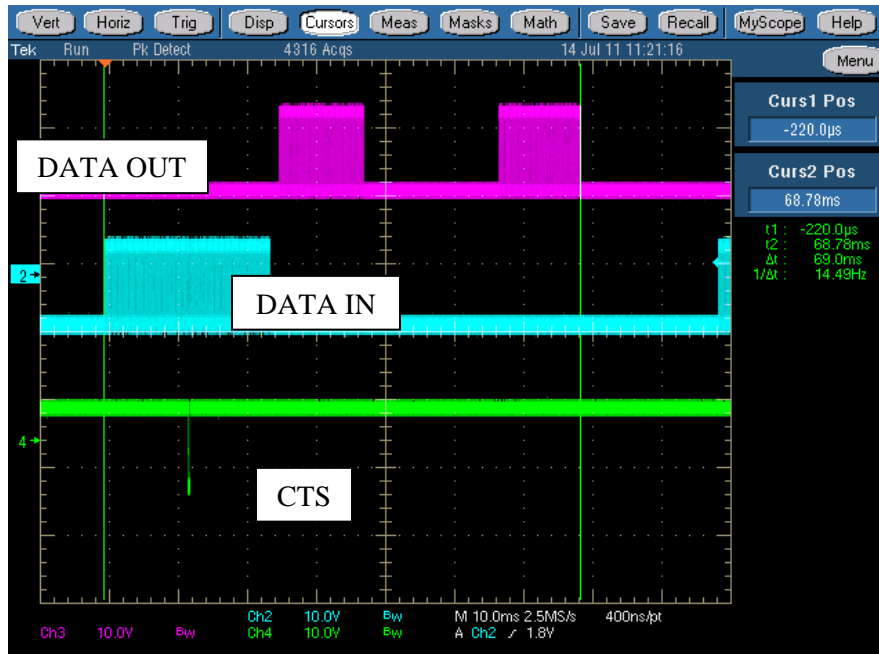 Vert Horiz Trig Disp Cursors Meas Masks Math Save Recall MyScope Help
Tek Run Pk Detect 4316 Acqs 14 Jul 11 11:21:16
Menu
Curs1 Pos
-220.0µs
Curs2 Pos
68.78ms
t1 : -220.0µs
t2 : 68.78ms
Δt : 69.0ms
1/Δt : 14.49Hz
DATA OUT
2
DATA IN
4
CTS
Ch2 10.0V Bw M 10.0ms 2.5MS/s 400ns/pt
Ch3 10.0V Bw Ch4 10.0V Bw A Ch2 ∕ 1.8V